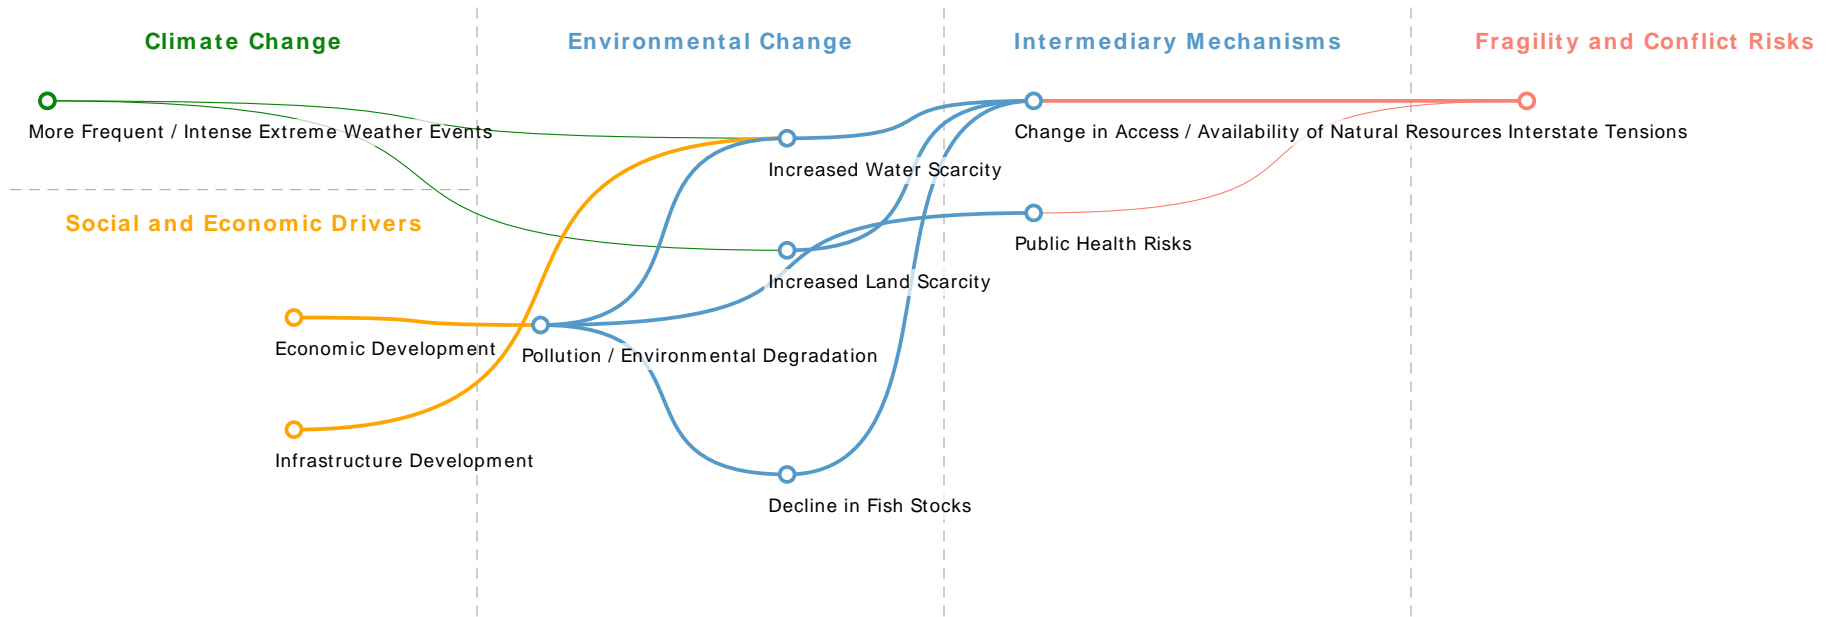 Climate Change
Environmental Change
Intermediary Mechanisms
Fragility and Conflict Risks
More Frequent / Intense Extreme Weather Events
Change in Access / Availability of Natural Resources
Interstate Tensions
Increased Water Scarcity
Social and Economic Drivers
Public Health Risks
Increased Land Scarcity
Economic Development
Pollution / Environmental Degradation
Infrastructure Development
Decline in Fish Stocks